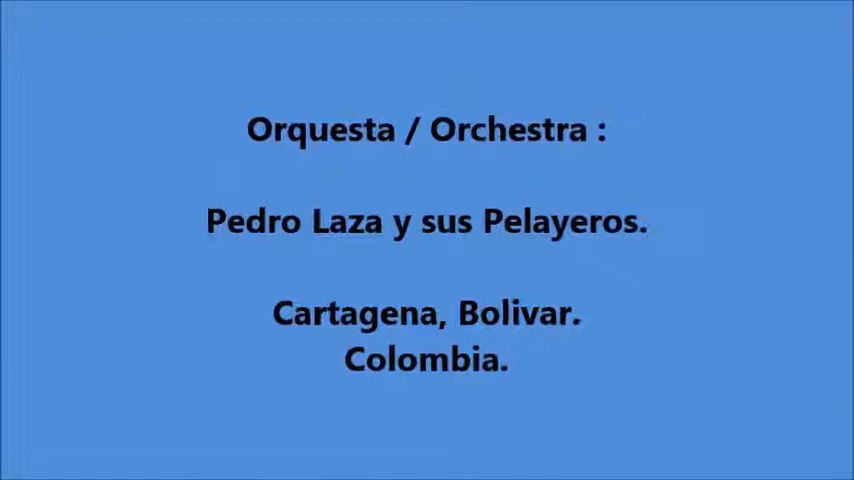 Orquesta / Orchestra :
Pedro Laza y sus Pelayeros.
Cartagena, Bolivar.
Colombia.